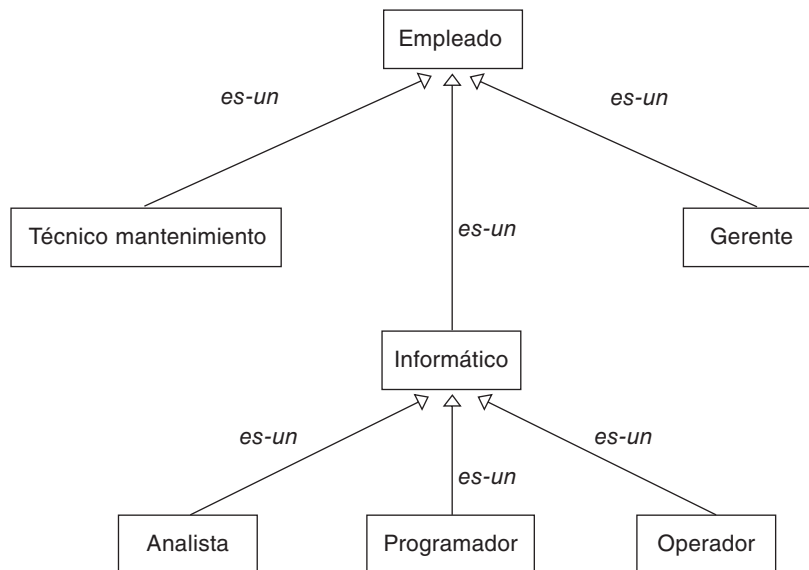 Empleado
es-un
es-un
Técnico mantenimiento
es-un
Gerente
Informático
es-un
es-un
es-un
Analista
Programador
Operador